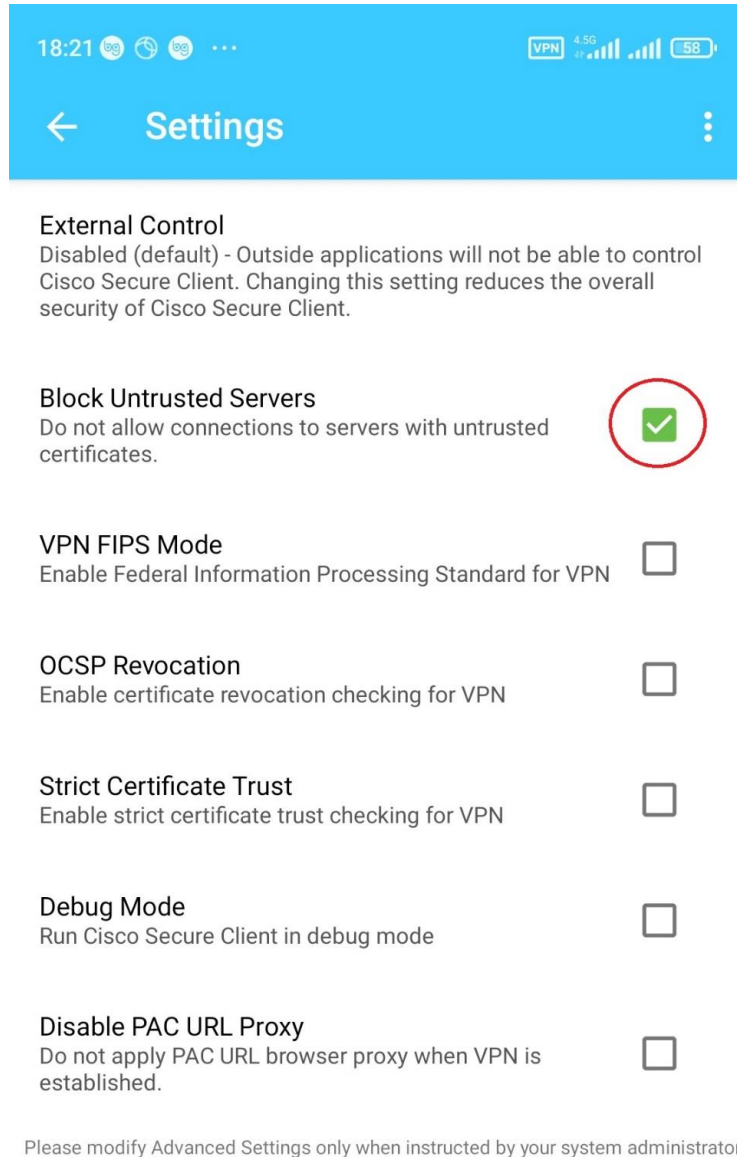 18:21 bg bg ... VPN 4.5G 58
Settings
External Control
Disabled (default) - Outside applications will not be able to control
Cisco Secure Client. Changing this setting reduces the overall
security of Cisco Secure Client.
Block Untrusted Servers
Do not allow connections to servers with untrusted
certificates.
VPN FIPS Mode
Enable Federal Information Processing Standard for VPN
OCSP Revocation
Enable certificate revocation checking for VPN
Strict Certificate Trust
Enable strict certificate trust checking for VPN
Debug Mode
Run Cisco Secure Client in debug mode
Disable PAC URL Proxy
Do not apply PAC URL browser proxy when VPN is
established.
Please modify Advanced Settings only when instructed by your system administrator